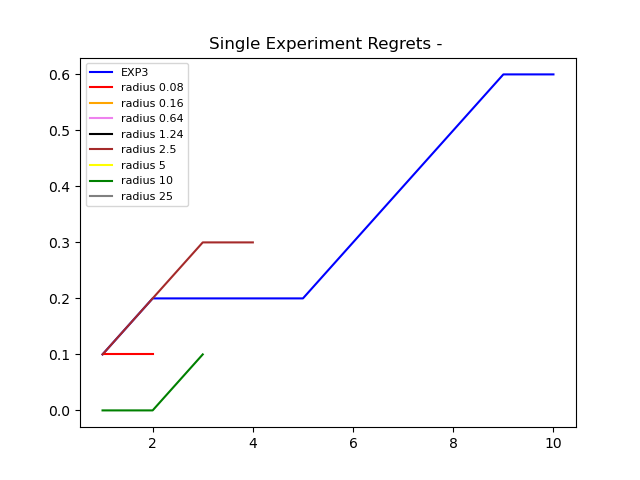 Single Experiment Regrets -
EXP3
radius 0.08
radius 0.16
radius 0.64
radius 1.24
radius 2.5
radius 5
radius 10
radius 25
0.6
0.5
0.4
0.3
0.2
0.1
0.0
2 4 6 8 10